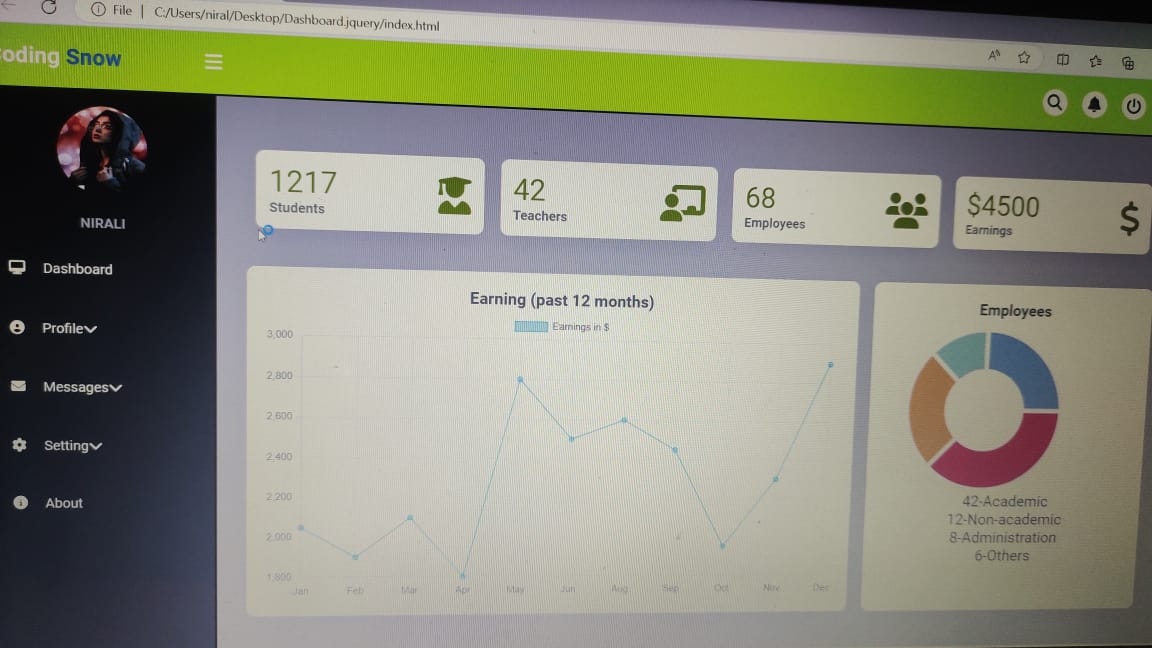 File | C:/Users/niral/Desktop/Dashboard.jquery/index.html
oding Snow
NIRALI
Dashboard
Profile
Messages
Setting
About
1217
Students
42
Teachers
68
Employees
$4500
Earnings
Earning (past 12 months)
Earnings in $
3,000
2,800
2,600
2,400
2,200
2,000
1,800
Jan Feb Mar Apr May Jun Aug Sep Oct Nov Dec
Employees
42-Academic
12-Non-academic
8-Administration
6-Others